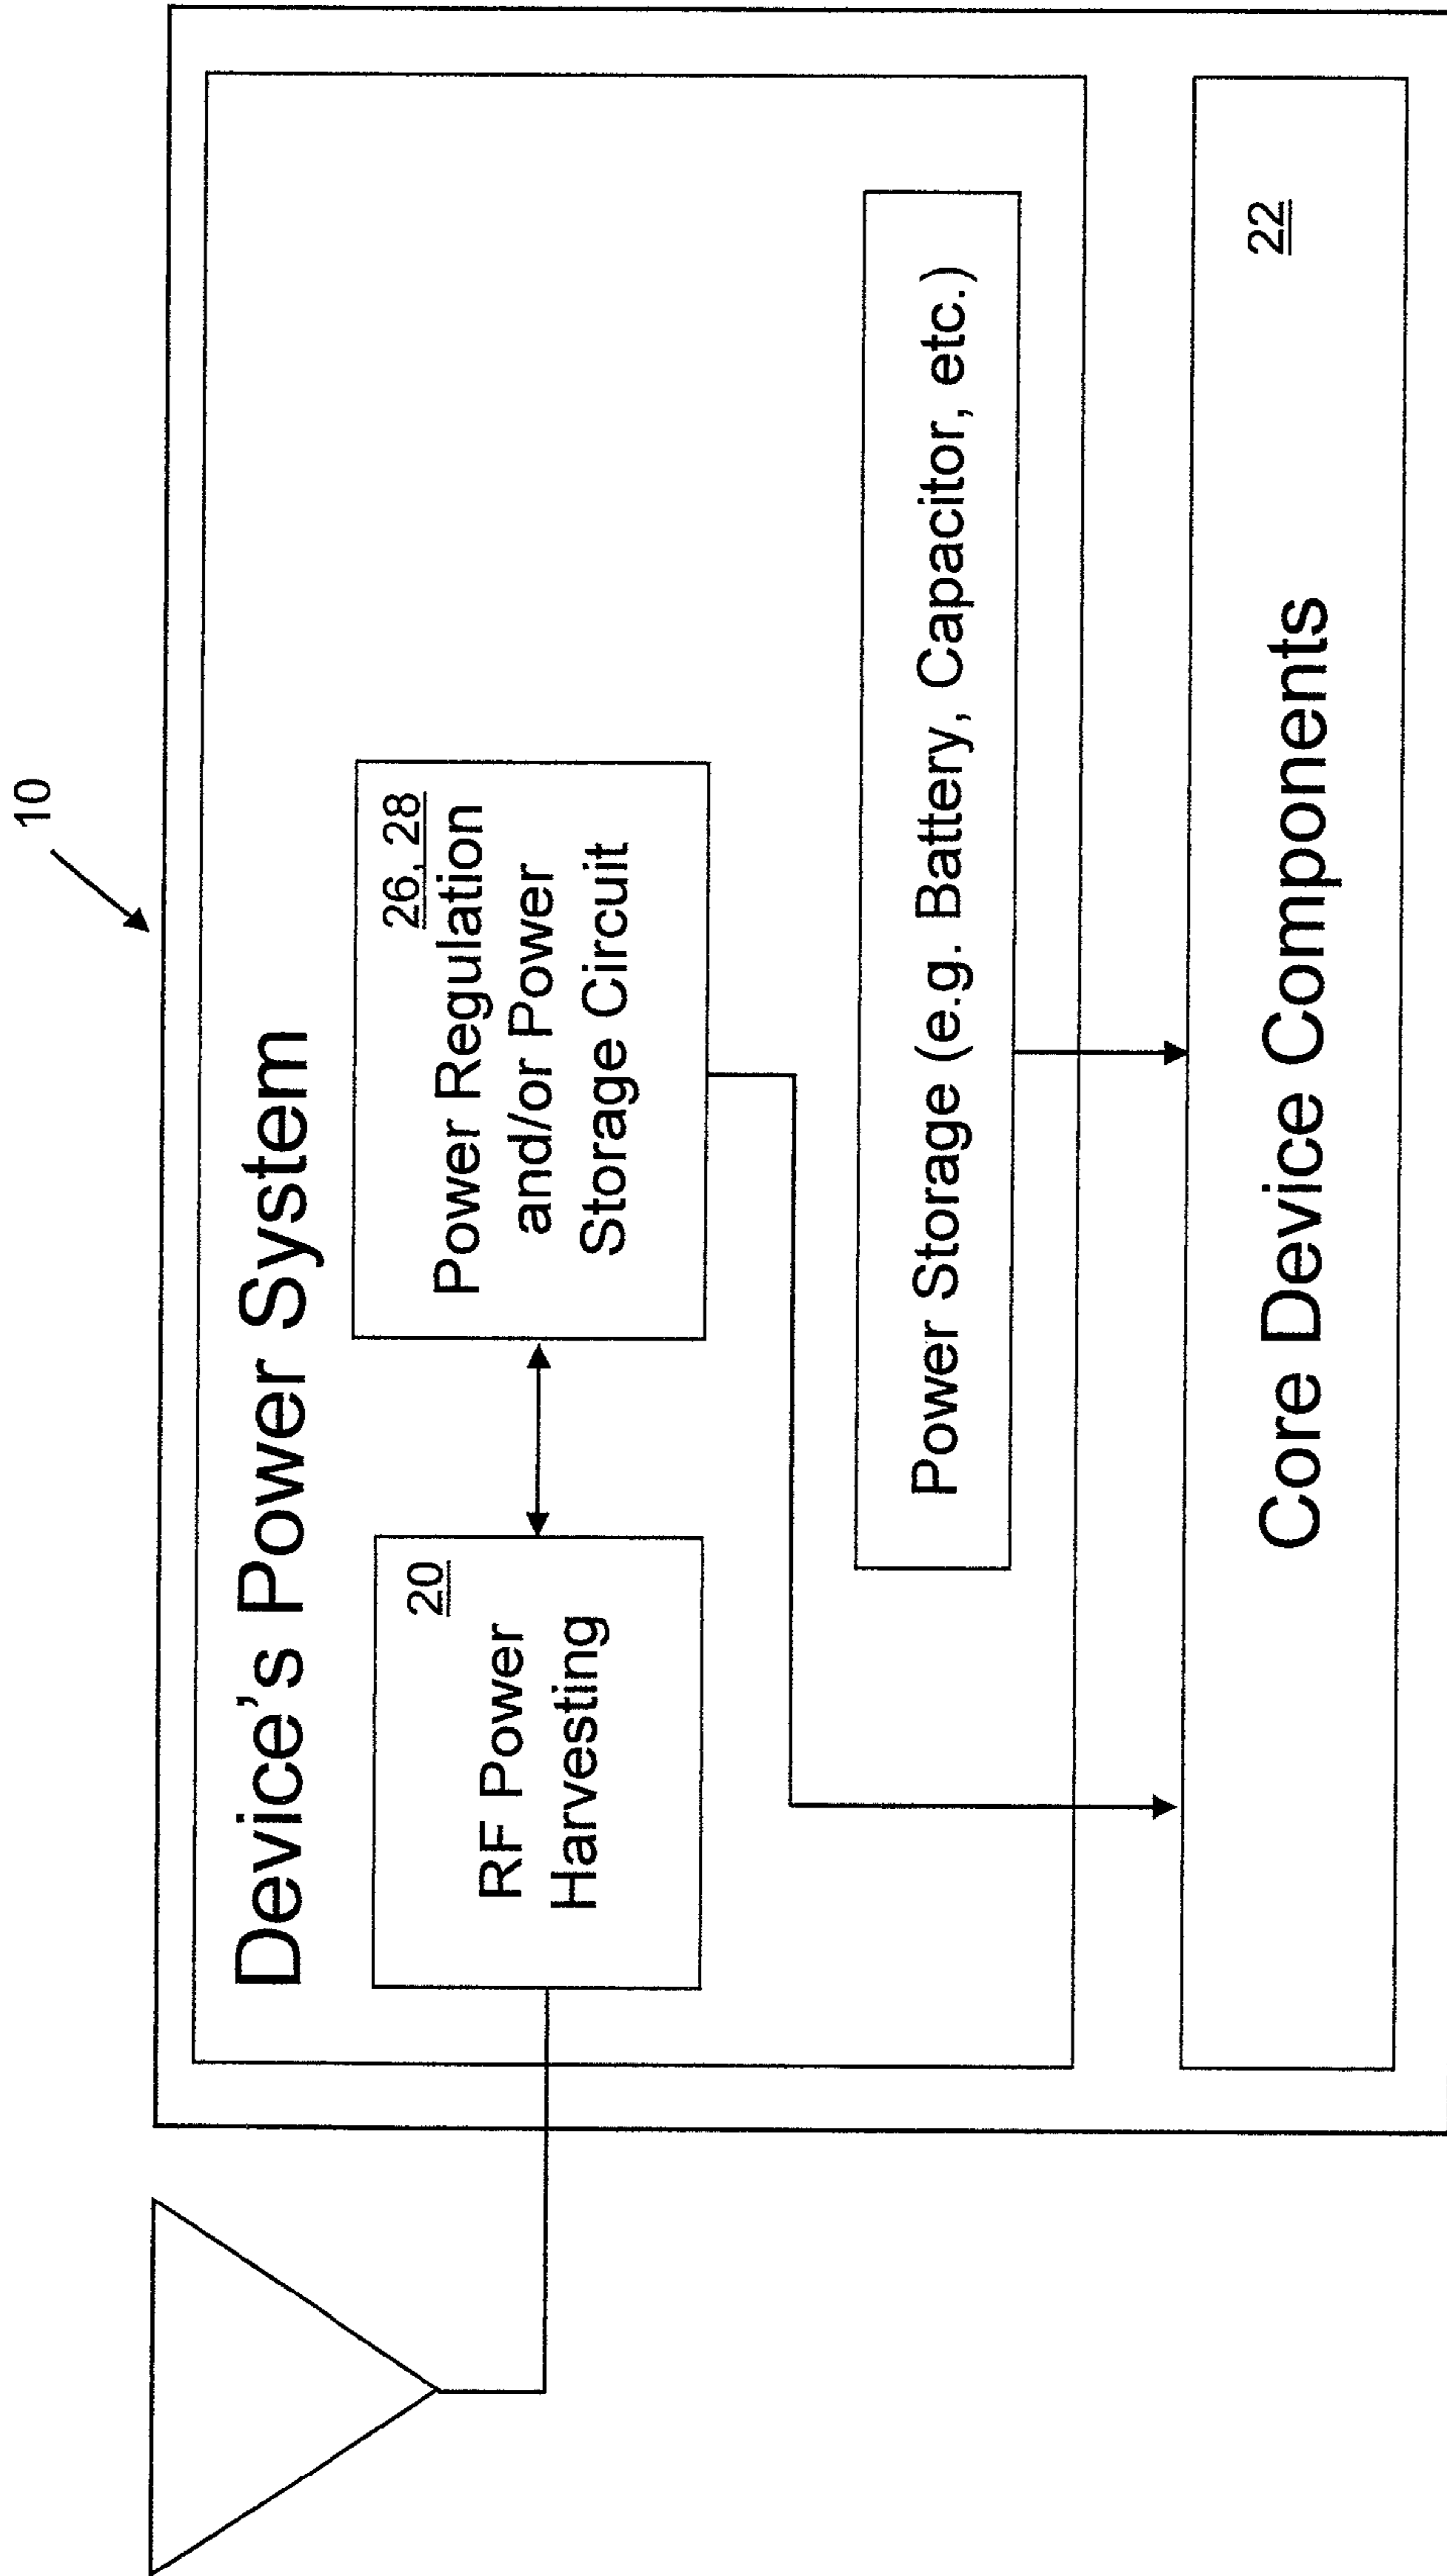 10
Device's Power System
20
RF Power
Harvesting
26, 28
Power Regulation
and/or Power
Storage Circuit
Power Storage (e.g. Battery, Capacitor, etc.)
22
Core Device Components